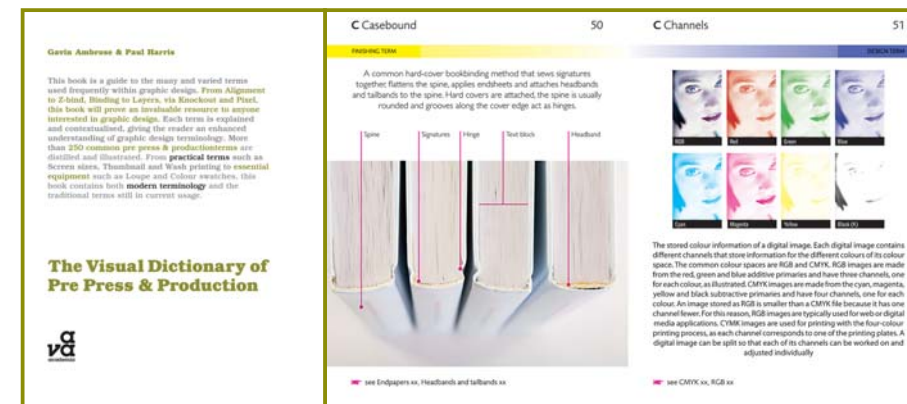 Gavin Ambrose & Paul Harris
This book is a guide to the many and varied terms
used frequently within graphic design. From Alignment
to Z-bind, Binding to Layers, via Knockout and Pixel,
this book will prove an invaluable resource to anyone
interested in graphic design. Each term is explained
and contextualised, giving the reader an enhanced
understanding of graphic design terminology. More
than 250 common pre press & productionterms are
distilled and illustrated. From practical terms such as
Screen sizes, Thumbnail and Wash printing to essential
equipment such as Loupe and Colour swatches, this
book contains both modern terminology and the
traditional terms still in current usage.
The Visual Dictionary of
Pre Press & Production
ava
academia
C Casebound 50
FINISHING TERM
A common hard-cover bookbinding method that sews signatures
together, flattens the spine, applies endsheets and attaches headbands
and tailbands to the spine. Hard covers are attached, the spine is usually
rounded and grooves along the cover edge act as hinges.
Spine Signatures Hinge Text block Headband
see Endpapers xx, Headbands and tailbands xx
C Channels 51
DESIGN TERM
RGB Red Green Blue
Cyan Magenta Yellow Black (K)
The stored colour information of a digital image. Each digital image contains
different channels that store information for the different colours of its colour
space. The common colour spaces are RGB and CMYK. RGB images are made
from the red, green and blue additive primaries and have three channels, one
for each colour, as illustrated. CMYK images are made from the cyan, magenta,
yellow and black subtractive primaries and have four channels, one for each
colour. An image stored as RGB is smaller than a CMYK file because it has one
channel fewer. For this reason, RGB images are typically used for web or digital
media applications. CYMK images are used for printing with the four-colour
printing process, as each channel corresponds to one of the printing plates. A
digital image can be split so that each of its channels can be worked on and
adjusted individually
see CMYK xx, RGB xx